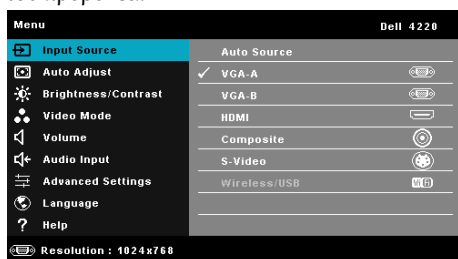 Menu Dell 4220
Input Source Auto Source
Auto Adjust VGA-A
Brightness/Contrast VGA-B
Video Mode HDMI
Volume Composite
Audio Input S-Video
Advanced Settings Wireless/USB
Language
Help
Resolution : 1024x768